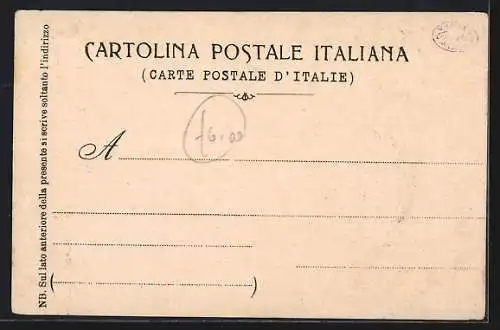 CARTOLINA POSTALE ITALIANA
(CARTE POSTALE D'ITALIE)
A
( )
NB. Sul lato anteriore della presente si scrive soltanto l'indirizzo